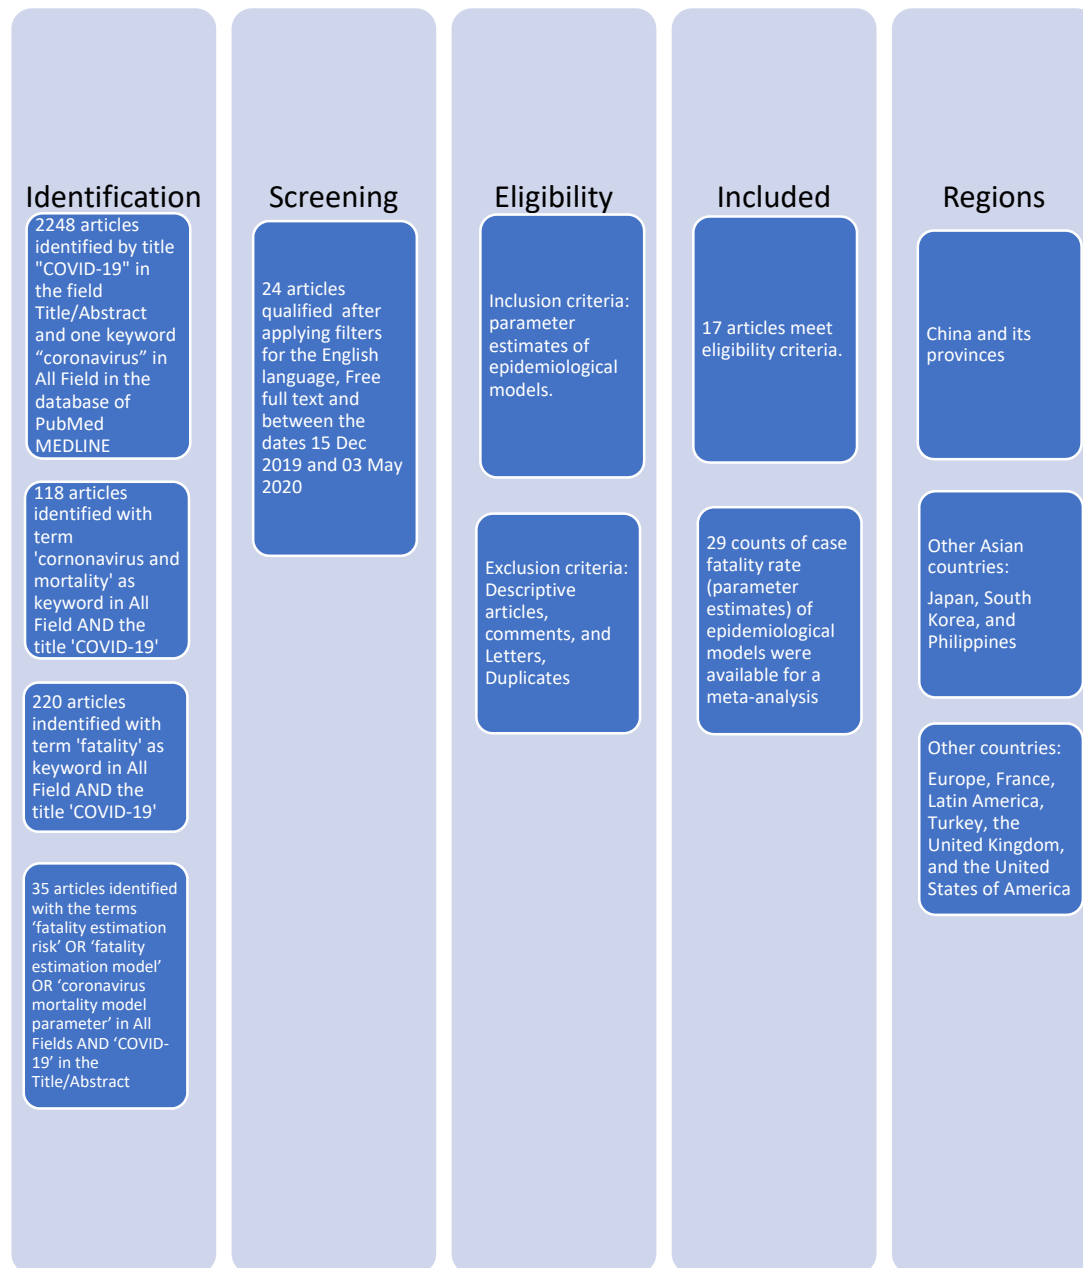 Identification
2248 articles
identified by title
"COVID-19" in
the field
Title/Abstract
and one keyword
“coronavirus” in
All Field in the
database of
PubMed
MEDLINE
118 articles
identified with
term
'cornonavirus and
mortality' as
keyword in All
Field AND the
title 'COVID-19'
220 articles
indentified with
term 'fatality' as
keyword in All
Field AND the
title 'COVID-19'
35 articles identified
with the terms
‘fatality estimation
risk’ OR ‘fatality
estimation model’
OR ‘coronavirus
mortality model
parameter’ in All
Fields AND ‘COVID-
19’ in the
Title/Abstract
Screening
24 articles
qualified after
applying filters
for the English
language, Free
full text and
between the
dates 15 Dec
2019 and 03 May
2020
Eligibility
Inclusion criteria:
parameter
estimates of
epidemiological
models.
Exclusion criteria:
Descriptive
articles,
comments, and
Letters,
Duplicates
Included
17 articles meet
eligibility criteria.
29 counts of case
fatality rate
(parameter
estimates) of
epidemiological
models were
available for a
meta-analysis
Regions
China and its
provinces
Other Asian
countries:
Japan, South
Korea, and
Philippines
Other countries:
Europe, France,
Latin America,
Turkey, the
United Kingdom,
and the United
States of America